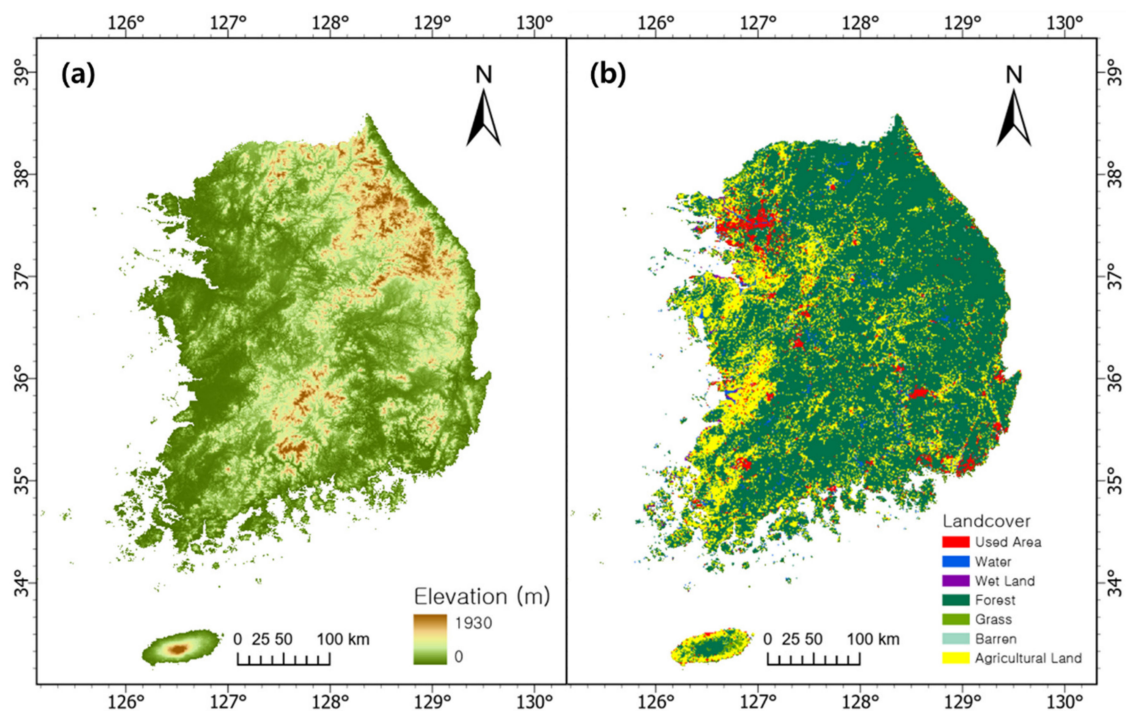 126° 127° 128° 129° 130° 126° 127° 128° 129° 130°
(a) N (b) N
39° 39°
38° 38°
37° 37°
36° 36°
35° 35°
34° 34°
Elevation (m)
1930
0
0 25 50 100 km
Landcover
Used Area
Water
Wet Land
Forest
Grass
Barren
Agricultural Land
0 25 50 100 km
126° 127° 128° 129° 130° 126° 127° 128° 129° 130°